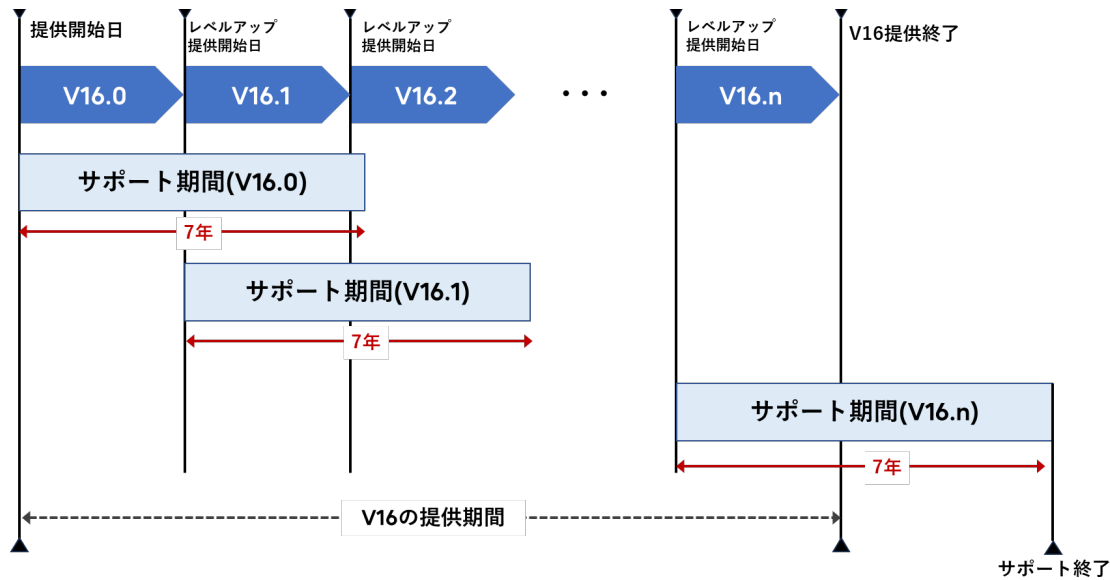 提供開始日
レベルアップ
提供開始日
レベルアップ
提供開始日
レベルアップ
提供開始日
V16提供終了
V16.0
V16.1
V16.2
・・・
V16.n
サポート期間(V16.0)
7年
サポート期間(V16.1)
7年
サポート期間(V16.n)
7年
V16の提供期間
サポート終了